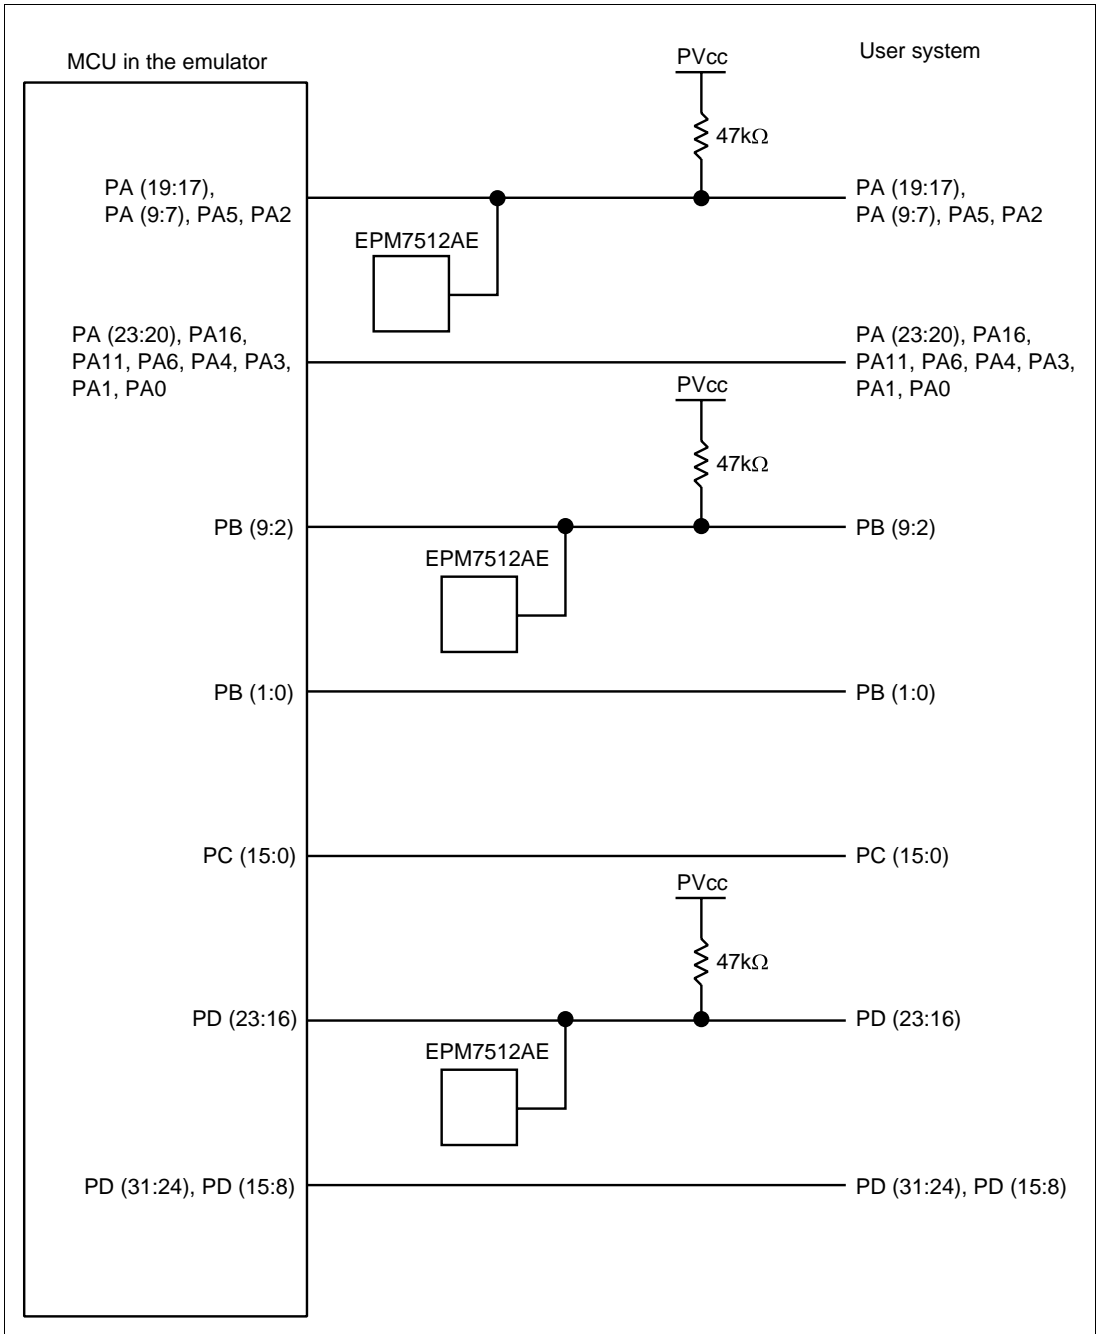 MCU in the emulator
PVcc
User system
47kΩ
PA (19:17),
PA (9:7), PA5, PA2
PA (19:17),
PA (9:7), PA5, PA2
EPM7512AE
PA (23:20), PA16,
PA11, PA6, PA4, PA3,
PA1, PA0
PA (23:20), PA16,
PA11, PA6, PA4, PA3,
PA1, PA0
PVcc
47kΩ
PB (9:2)
PB (9:2)
EPM7512AE
PB (1:0)
PB (1:0)
PC (15:0)
PC (15:0)
PVcc
47kΩ
PD (23:16)
PD (23:16)
EPM7512AE
PD (31:24), PD (15:8)
PD (31:24), PD (15:8)